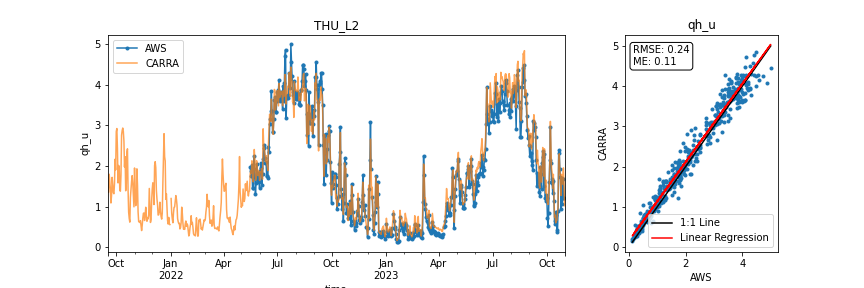 THU_L2
AWS
CARRA
qh_u
5
4
3
2
1
0
Oct
Jan
2022
Apr
Jul
Oct
Jan
2023
Apr
Jul
Oct
time
qh_u
RMSE: 0.24
ME: 0.11
CARRA
5
4
3
2
1
0
1:1 Line
Linear Regression
0
2
4
AWS